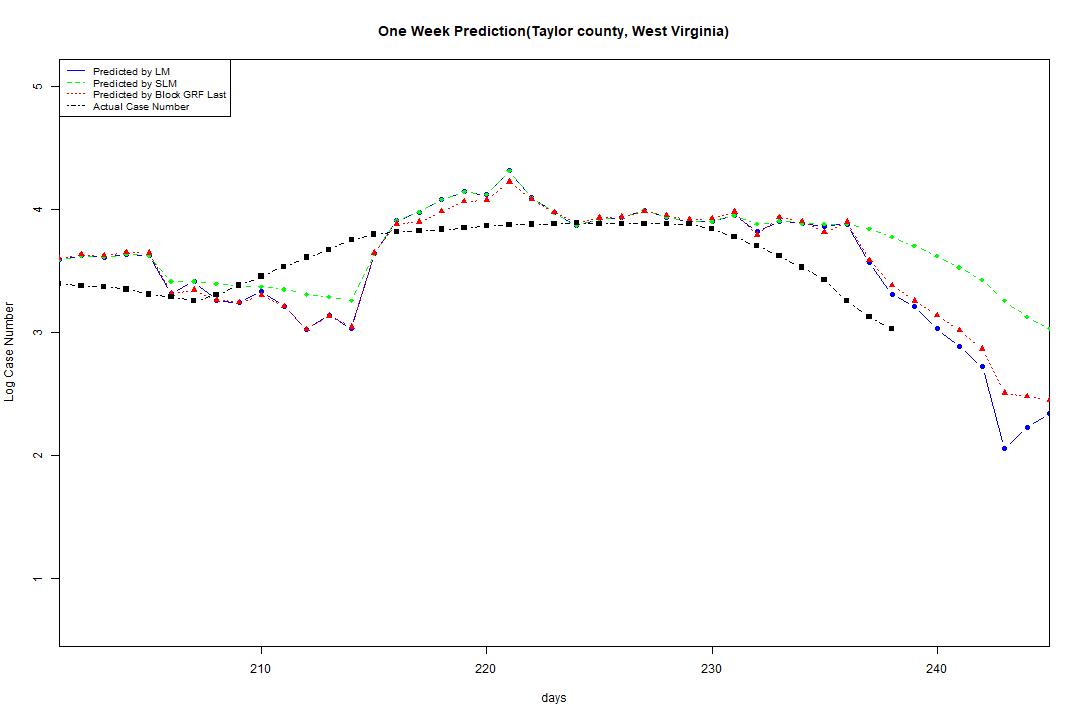 One Week Prediction(Taylor county, West Virginia)
Predicted by LM
Predicted by SLM
Predicted by Block GRF Last
Actual Case Number
5
4
3
2
1
Log Case Number
210 220 230 240
days